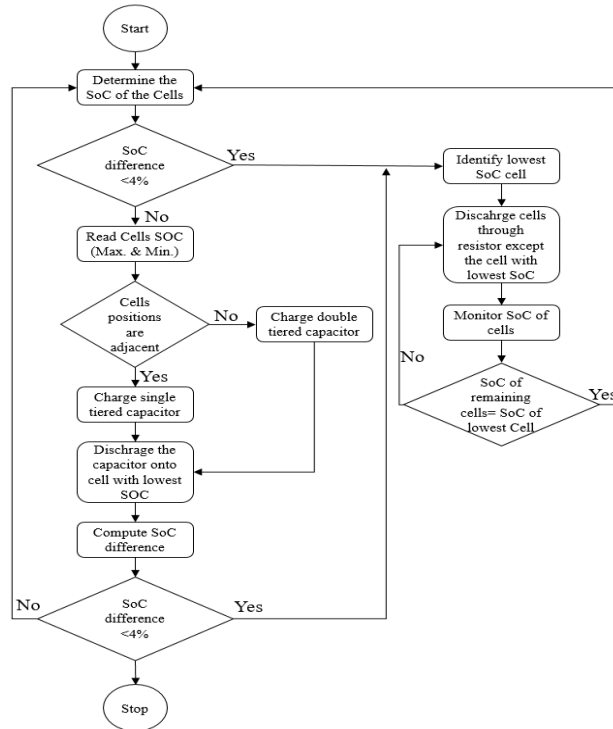 Start
Determine the
SoC of the Cells
SoC
difference
<4%
Yes
No
Read Cells SOC
(Max. & Min.)
Cells
positions
are
adjacent
No
Charge double
tiered capacitor
Yes
Charge single
tiered capacitor
Dischrage the
capacitor onto
cell with lowest
SOC
Compute SoC
difference
SoC
difference
<4%
No
Yes
Stop
Identify lowest
SoC cell
Discahrge cells
through
resistor except
the cell with
lowest SoC
Monitor SoC of
cells
No
SoC of
remaining
cells= SoC of
lowest Cell
Yes